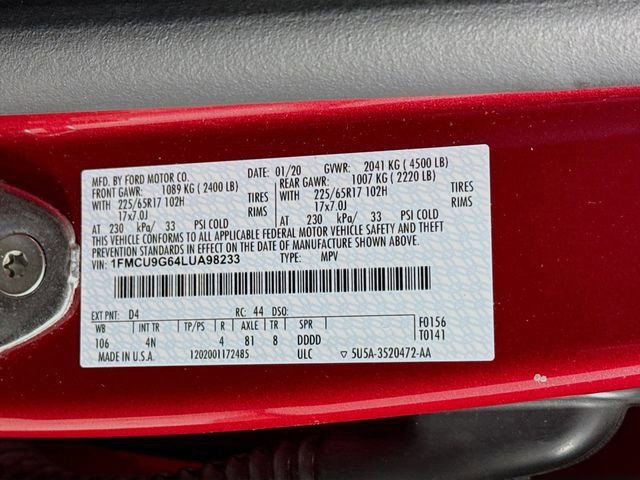 MFD. BY FORD MOTOR CO. DATE: 01/20 GVWR: 2041 KG ( 4500 LB)
FRONT GAWR: 1089 KG ( 2400 LB) REAR GAWR: 1007 KG ( 2220 LB)
WITH 225/65R17 102H TIRES WITH 225/65R17 102H TIRES
17x7.0J RIMS 17x7.0J RIMS
AT 230 kPa/ 33 PSI COLD AT 230 kPa/ 33 PSI COLD
THIS VEHICLE CONFORMS TO ALL APPLICABLE FEDERAL MOTOR VEHICLE SAFETY, BUMPER, AND THEFT
PREVENTION STANDARDS IN EFFECT ON THE DATE OF MANUFACTURE SHOWN ABOVE.
VIN: 1FMCU9G64LUA98233 TYPE: MPV
EXT PNT: D4 RC: 44 DSO:
WB INT TR TP/PS R AXLE TR SPR F0156
106 4N 4 81 8 DDDD T0141
MADE IN U.S.A. 1202001172485 ULC ▽ 5U5A-3520472-AA